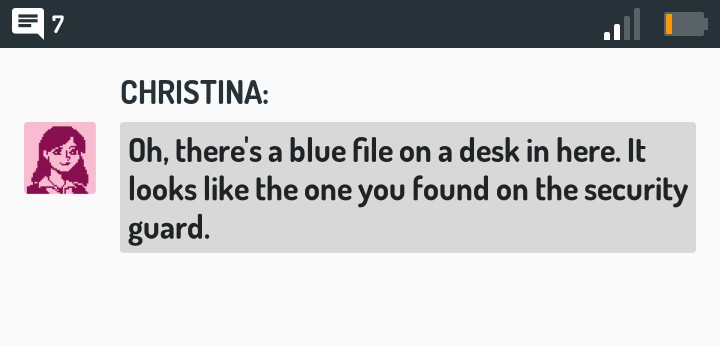 7
CHRISTINA:
Oh, there's a blue file on a desk in here. It
looks like the one you found on the security
guard.